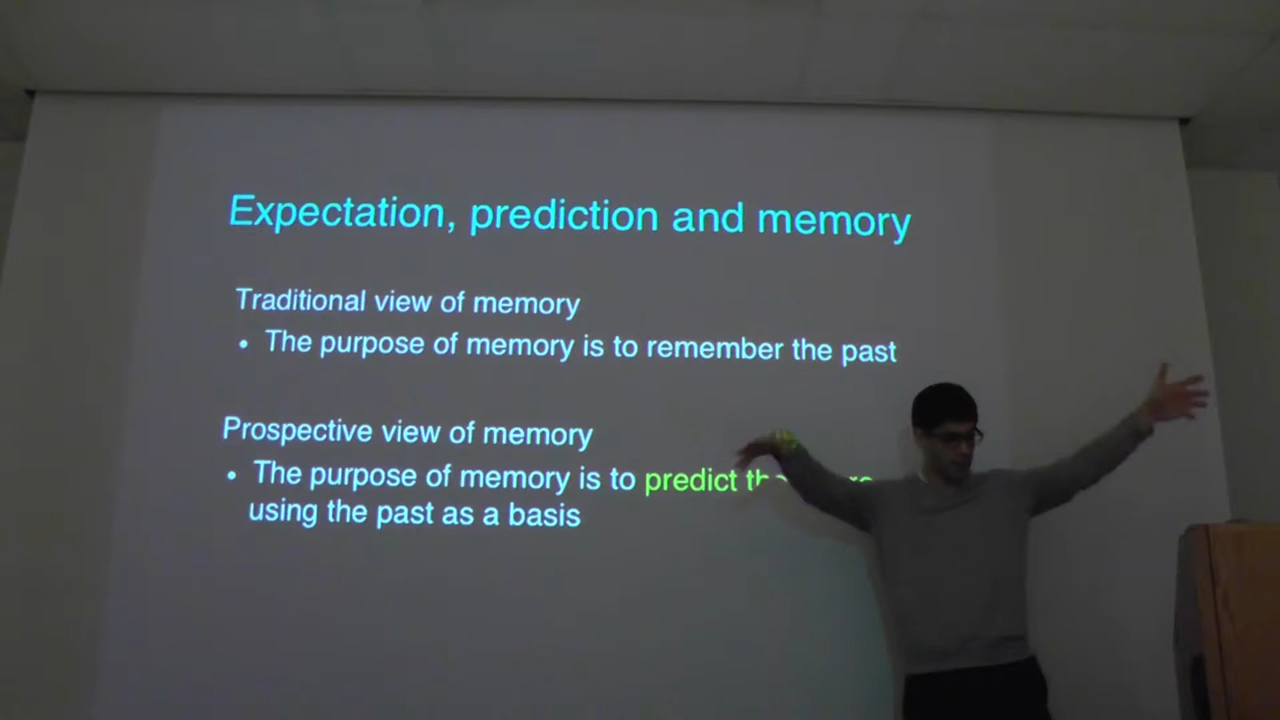 Expectation, prediction and memory
Traditional view of memory
• The purpose of memory is to remember the past
Prospective view of memory
• The purpose of memory is to predict
using the past as a basis